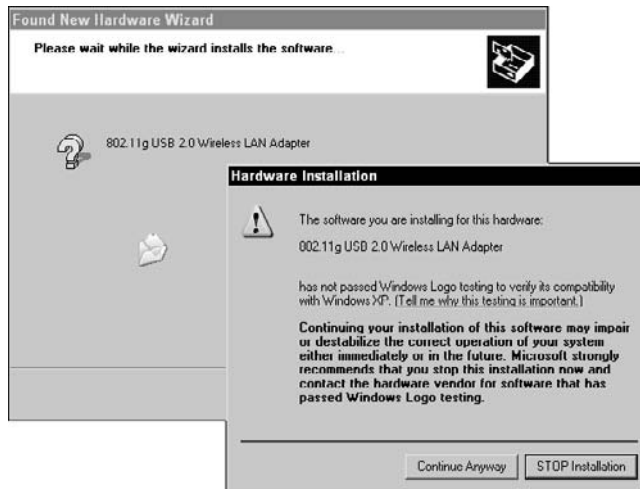 Found New Hardware Wizard
Please wait while the wizard installs the software...
802.11g USB 2.0 Wireless LAN Adapter
Hardware Installation
The software you are installing for this hardware:
802.11g USB 2.0 Wireless LAN Adapter
has not passed Windows Logo testing to verify its compatibility
with Windows XP. (Tell me why this testing is important.)
Continuing your installation of this software may impair
or destabilize the correct operation of your system
either immediately or in the future. Microsoft strongly
recommends that you stop this installation now and
contact the hardware vendor for software that has
passed Windows Logo testing.
Continue Anyway
STOP Installation